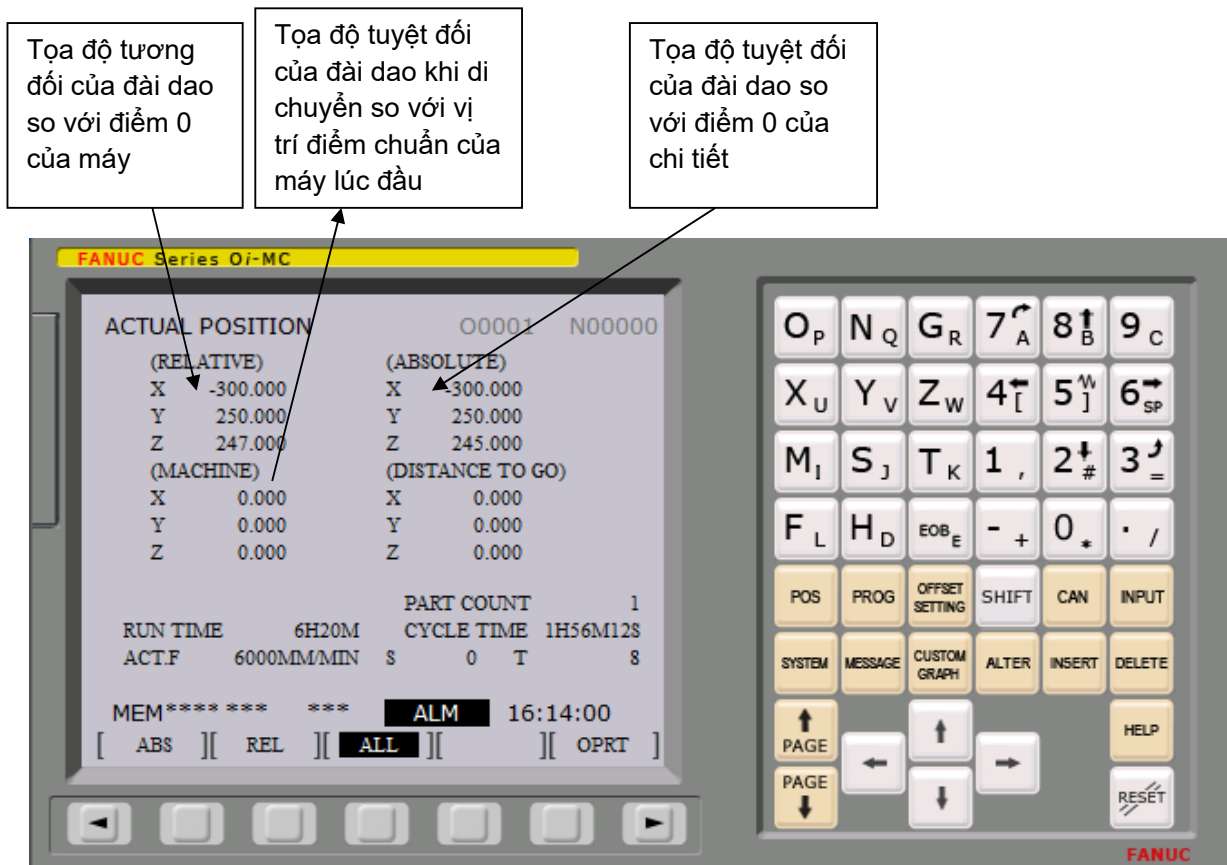 Tọa độ tương
đối của đài dao
so với điểm 0
của máy
Tọa độ tuyệt đối
của đài dao khi di
chuyển so với vị
trí điểm chuẩn của
máy lúc đầu
Tọa độ tuyệt đối
của đài dao so
với điểm 0 của
chi tiết
FANUC Series Oi-MC
ACTUAL POSITION O0001 N00000
(RELATIVE) (ABSOLUTE)
X -300.000 X -300.000
Y 250.000 Y 250.000
Z 247.000 Z 245.000
(MACHINE) (DISTANCE TO GO)
X 0.000 X 0.000
Y 0.000 Y 0.000
Z 0.000 Z 0.000
PART COUNT 1
RUN TIME 6H20M CYCLE TIME 1H56M12S
ACT.F 6000MM/MIN S 0 T 8
MEM**** *** *** ALM 16:14:00
[ ABS ][ REL ][ ALL ][ ][ OPRT ]
O P N Q G R 7 A 8 B 9 C
X U Y V Z W 4 [ 5 ] 6 SP
M I S J T K 1 , 2 # 3 =
F L H D EOB E - + 0 * . /
POS PROG OFFSET SETTING SHIFT CAN INPUT
SYSTEM MESSAGE CUSTOM GRAPH ALTER INSERT DELETE
PAGE HELP
PAGE RESET
FANUC